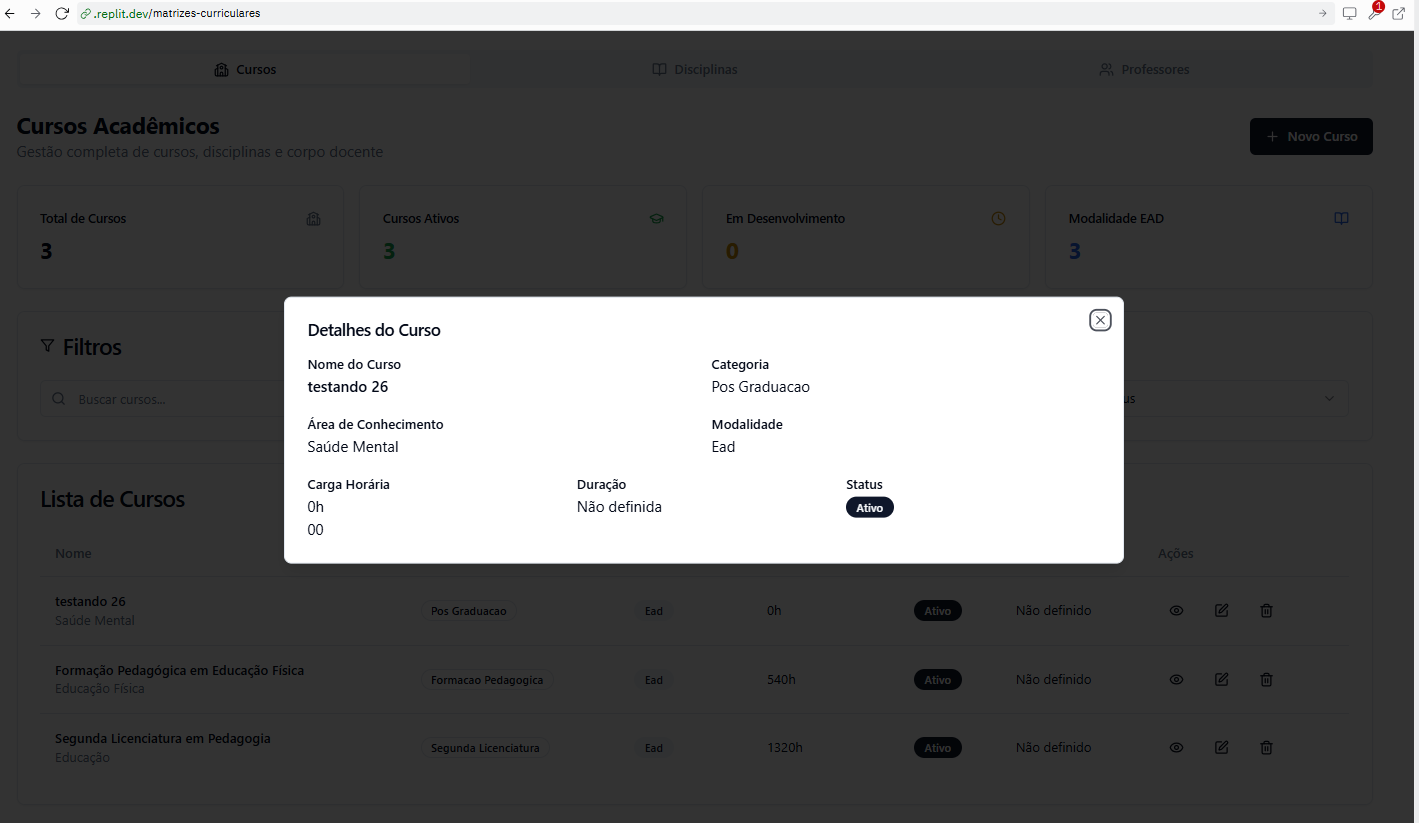 .replit.dev/matrizes-curriculares
1
Cursos
Disciplinas
Professores
Cursos Acadêmicos
Gestão completa de cursos, disciplinas e corpo docente
+ Novo Curso
Total de Cursos
3
Cursos Ativos
3
Em Desenvolvimento
0
Modalidade EAD
3
Filtros
Buscar cursos...
us
Detalhes do Curso
Nome do Curso
testando 26
Categoria
Pos Graduacao
Área de Conhecimento
Saúde Mental
Modalidade
Ead
Carga Horária
0h
00
Duração
Não definida
Status
Ativo
Lista de Cursos
Nome
Ações
testando 26
Saúde Mental
Pos Graduacao
Ead
0h
Ativo
Não definido
Formação Pedagógica em Educação Física
Educação Física
Formacao Pedagogica
Ead
540h
Ativo
Não definido
Segunda Licenciatura em Pedagogia
Educação
Segunda Licenciatura
Ead
1320h
Ativo
Não definido